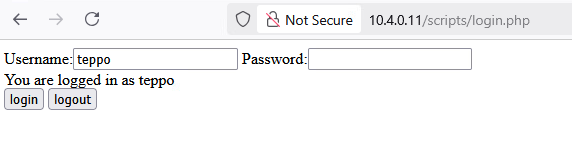 Not Secure 10.4.0.11/scripts/login.php
Username: teppo Password:
You are logged in as teppo
login logout